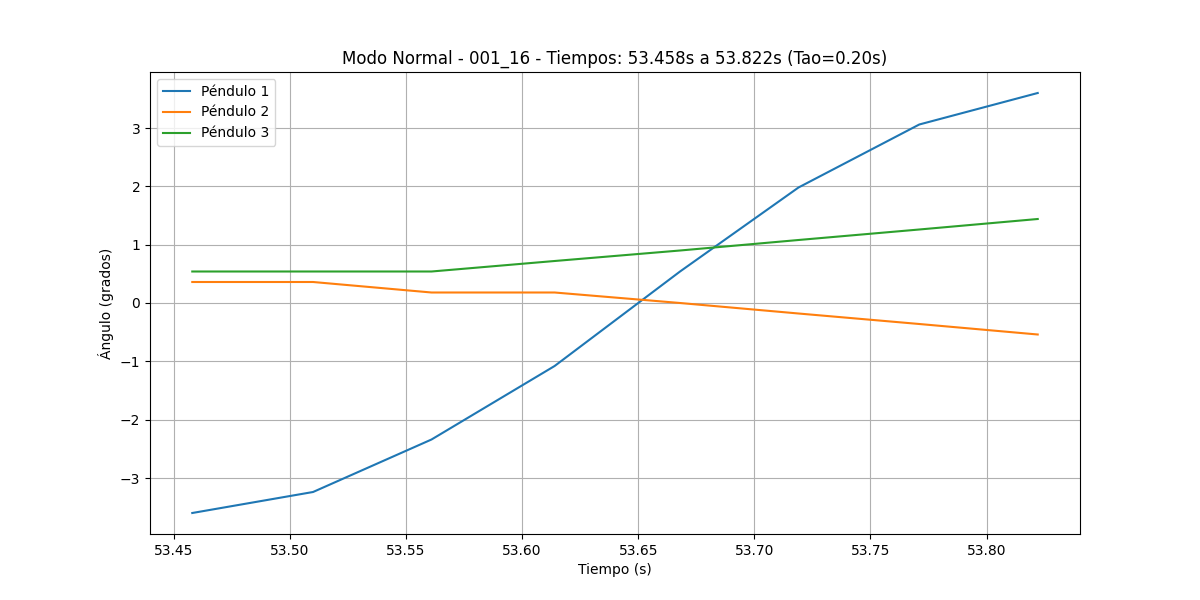 Modo Normal - 001_16 - Tiempos: 53.458s a 53.822s (Tao=0.20s)
Péndulo 1
Péndulo 2
Péndulo 3
Ángulo (grados)
3
2
1
0
−1
−2
−3
53.45 53.50 53.55 53.60 53.65 53.70 53.75 53.80
Tiempo (s)